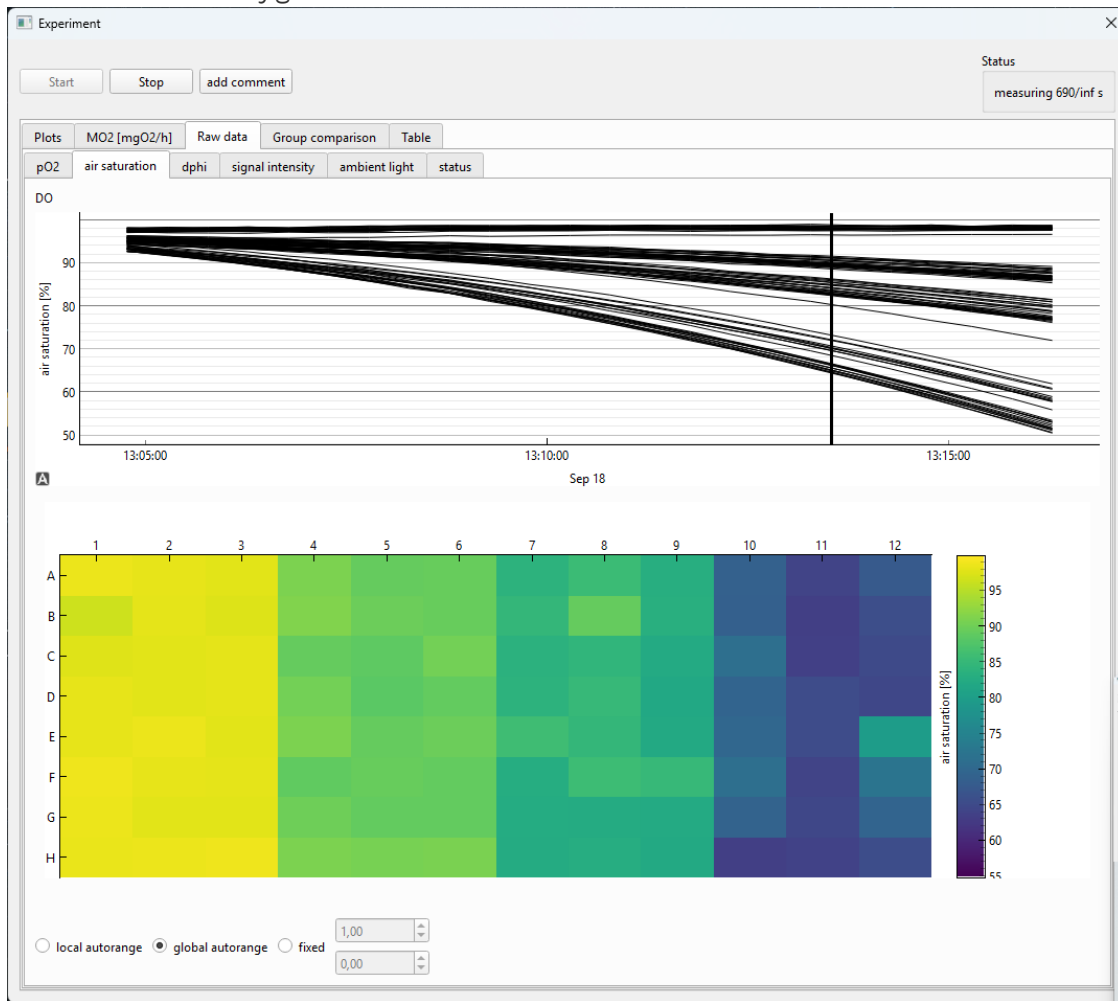 Experiment
Start Stop add comment
Status
measuring 690/inf s
Plots MO2 [mgO2/h] Raw data Group comparison Table
pO2 air saturation dphi signal intensity ambient light status
DO
air saturation [%]
90
80
70
60
50
13:05:00 13:10:00 13:15:00
Sep 18
A
1 2 3 4 5 6 7 8 9 10 11 12
A
B
C
D
E
F
G
H
95
90
85
80
75
70
65
60
55
air saturation [%]
1,00
local autorange global autorange fixed
0,00